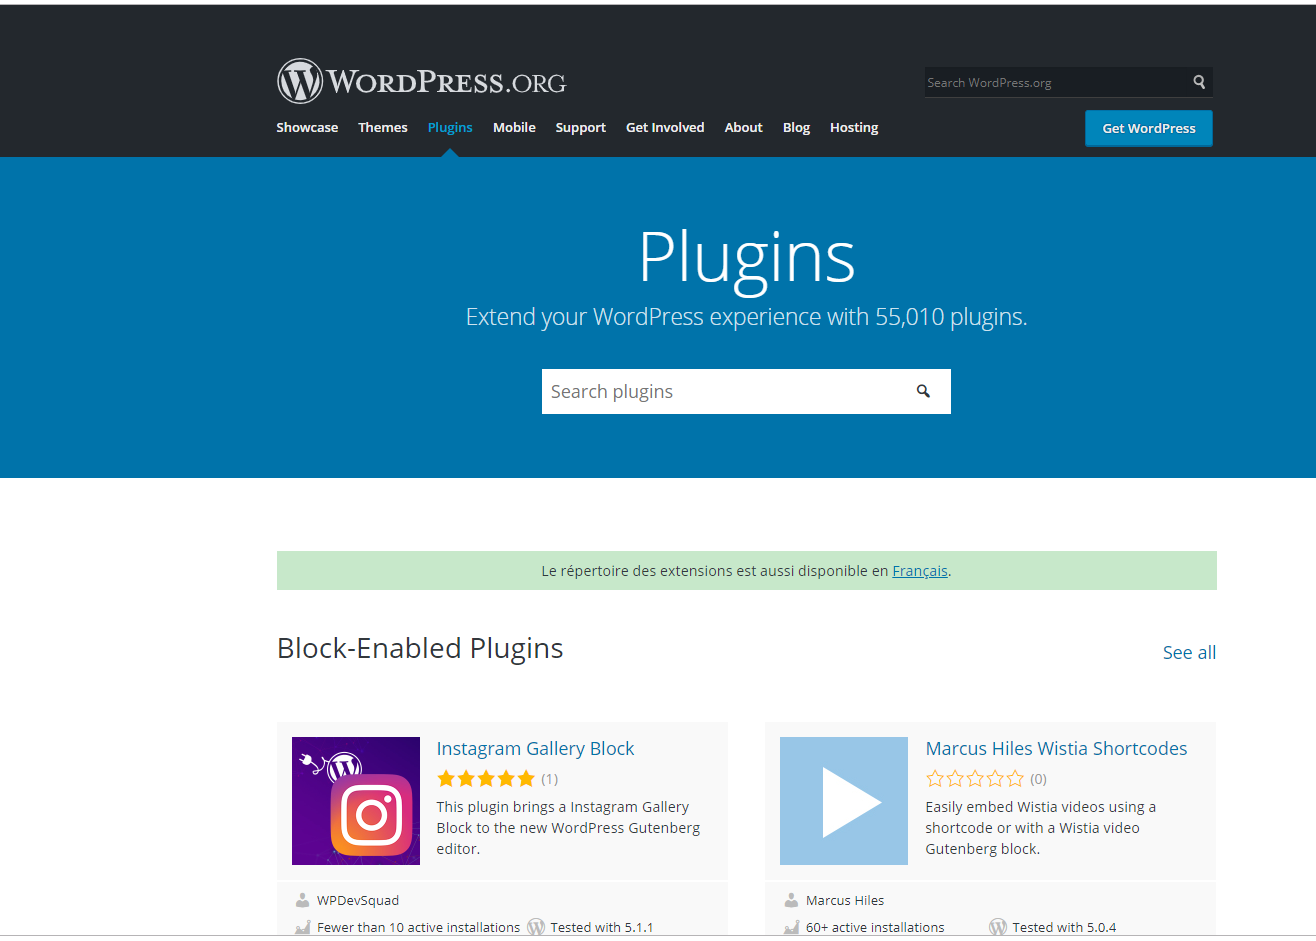 WORDPRESS.ORG
Search WordPress.org
Showcase Themes Plugins Mobile Support Get Involved About Blog Hosting
Get WordPress
Plugins
Extend your WordPress experience with 55,010 plugins.
Search plugins
Le répertoire des extensions est aussi disponible en Français.
Block-Enabled Plugins
See all
Instagram Gallery Block
(1)
This plugin brings a Instagram Gallery
Block to the new WordPress Gutenberg
editor.
WPDevSquad
Fewer than 10 active installations
Tested with 5.1.1
Marcus Hiles Wistia Shortcodes
(0)
Easily embed Wistia videos using a
shortcode or with a Wistia video
Gutenberg block.
Marcus Hiles
60+ active installations
Tested with 5.0.4